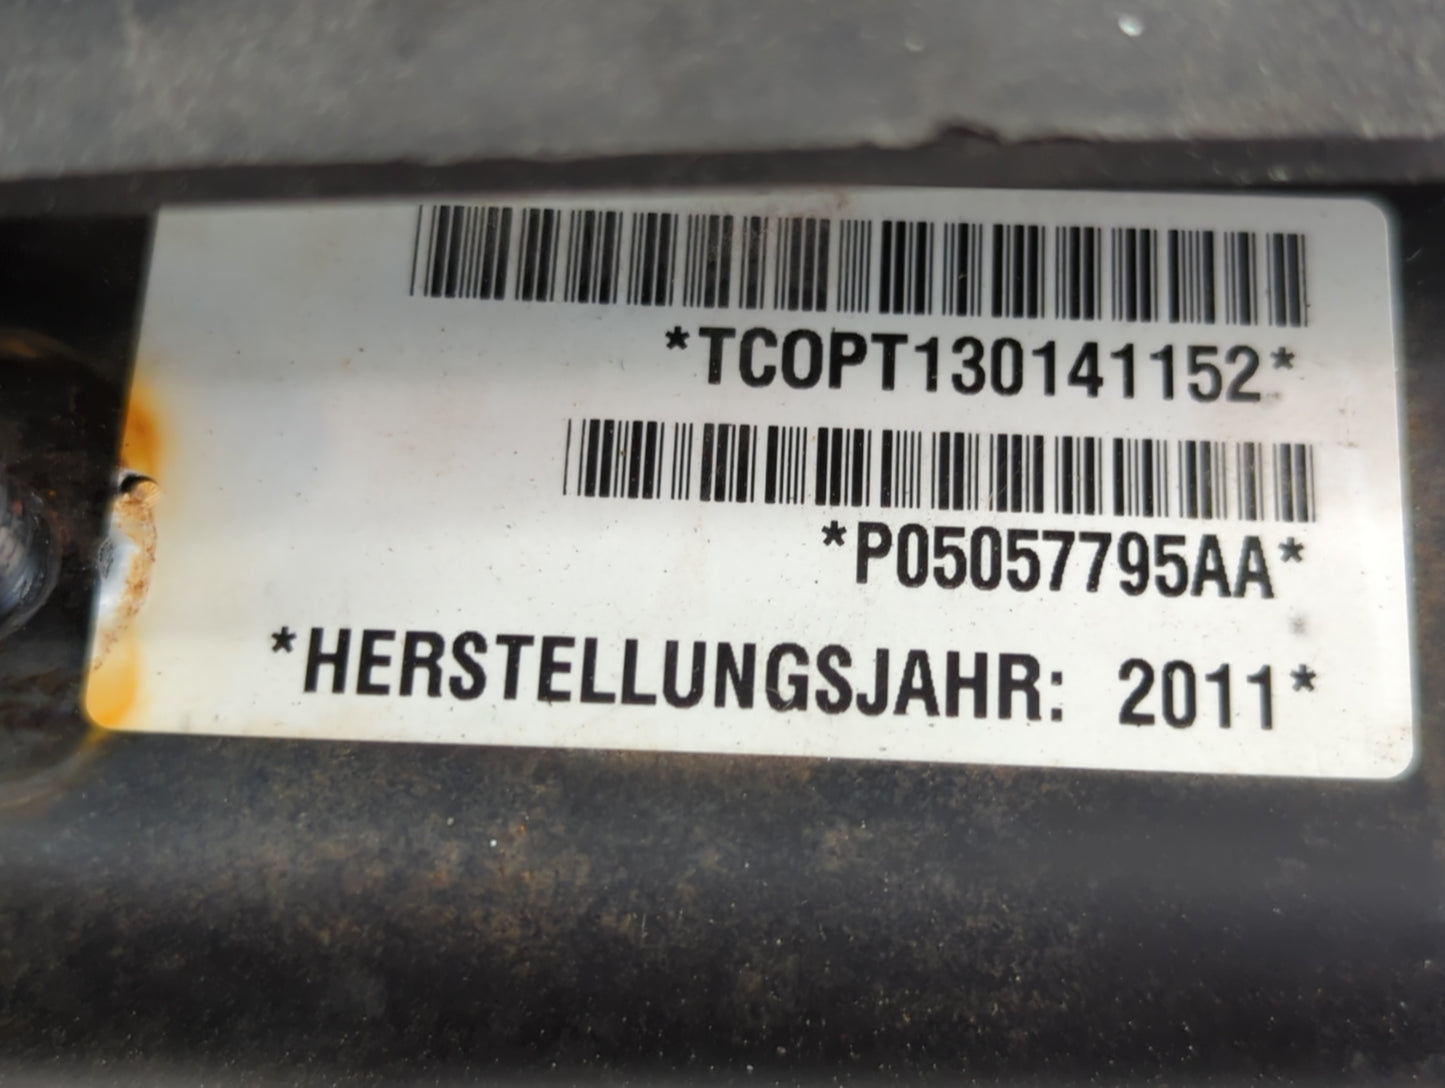 *TCOPT130141152*
*P05057795AA*
*HERSTELLUNGSJAHR: 2011*